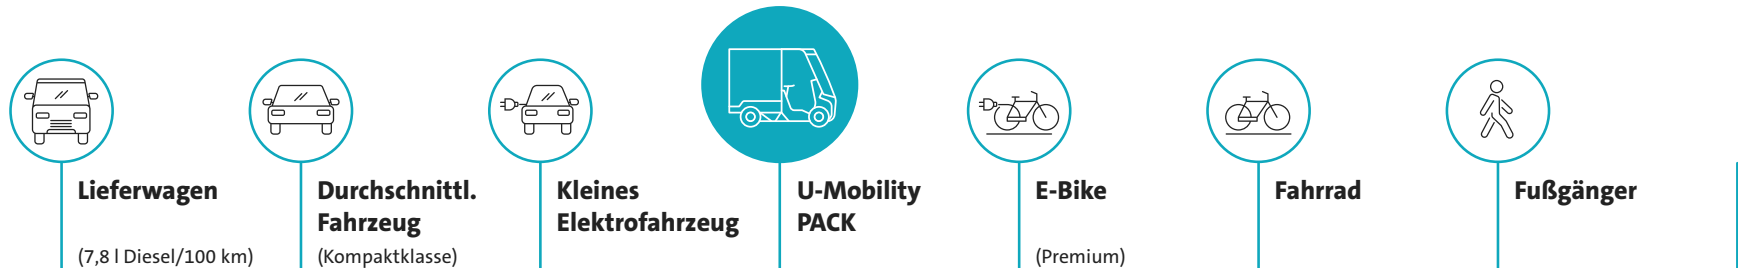 Lieferwagen
(7,8 l Diesel/100 km)
Durchschnittl.
Fahrzeug
(Kompaktklasse)
Kleines
Elektrofahrzeug
U-Mobility
PACK
E-Bike
(Premium)
Fahrrad
Fußgänger